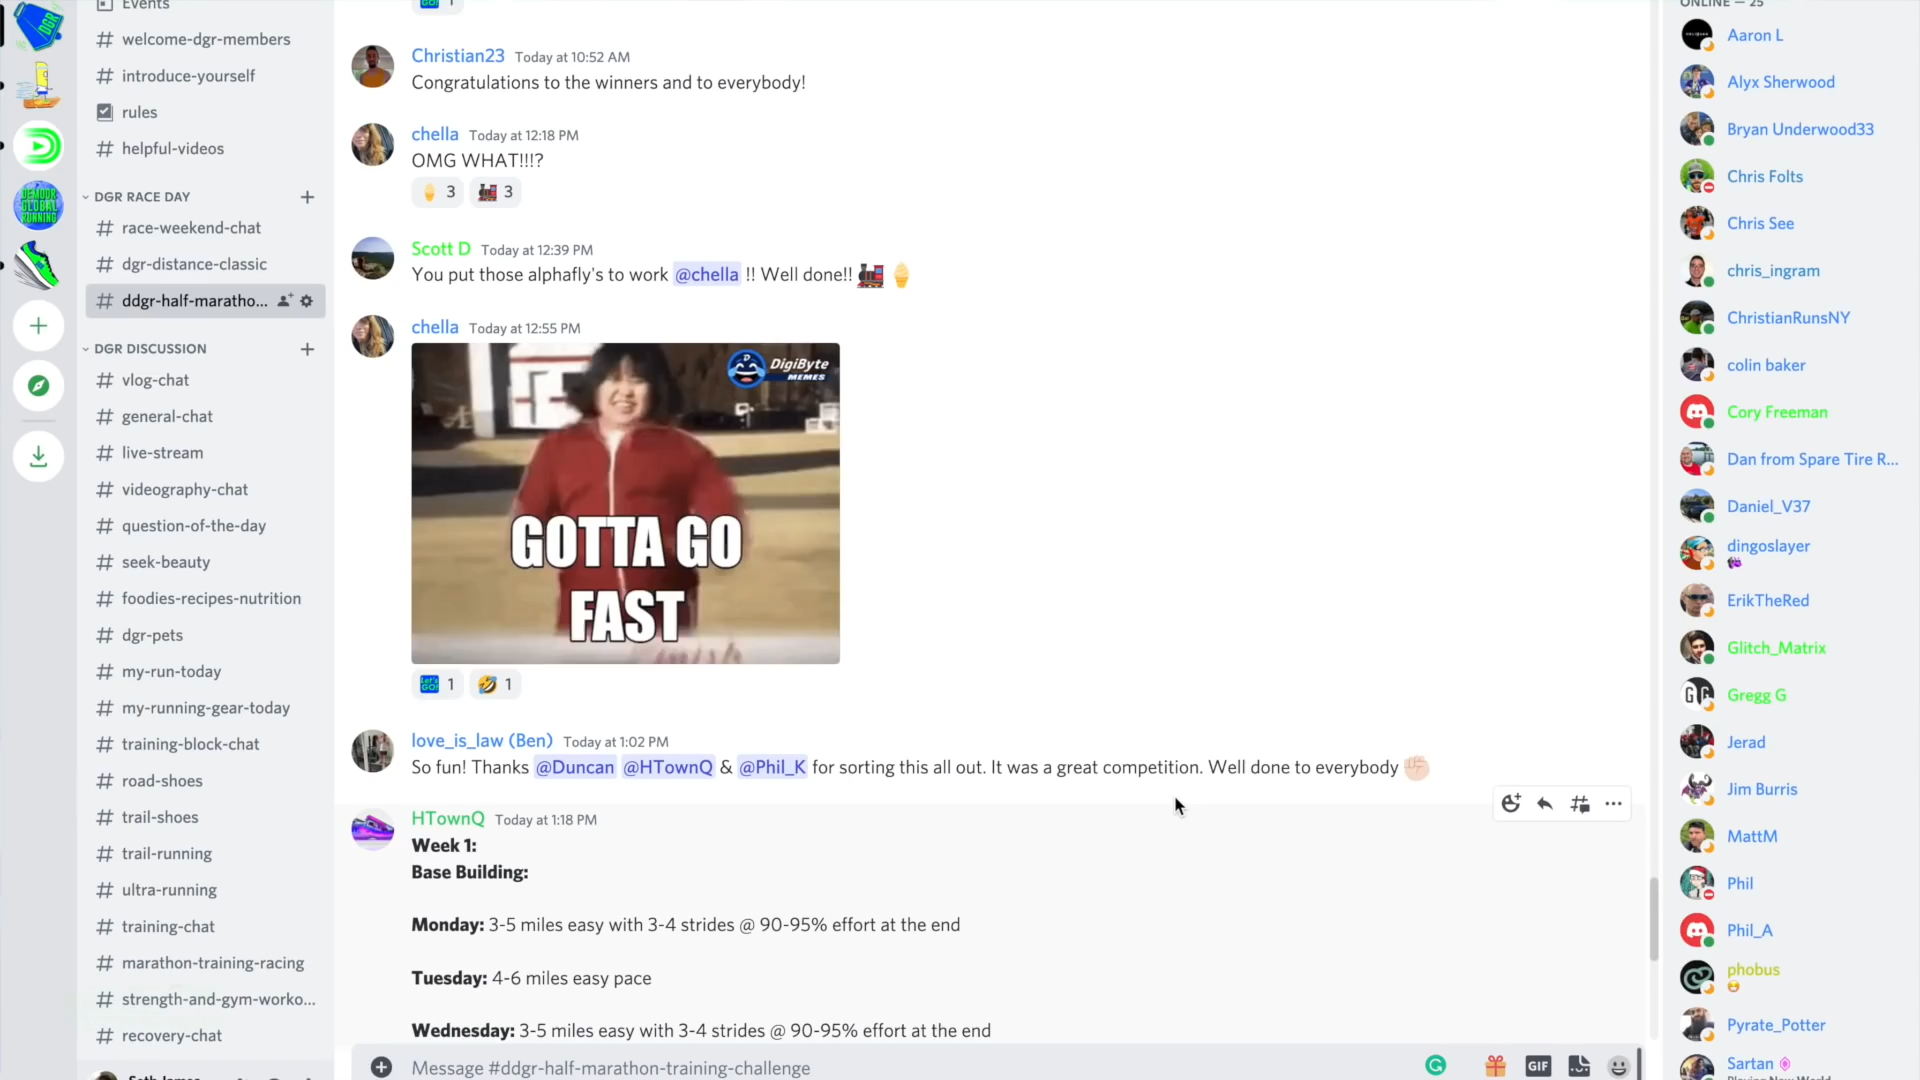 Events
welcome-dgr-members
introduce-yourself
rules
helpful-videos
DGR RACE DAY
race-weekend-chat
dgr-distance-classic
ddgr-half-maratho...
DGR DISCUSSION
vlog-chat
general-chat
live-stream
videography-chat
question-of-the-day
seek-beauty
foodies-recipes-nutrition
dgr-pets
my-run-today
my-running-gear-today
training-block-chat
road-shoes
trail-shoes
trail-running
ultra-running
training-chat
marathon-training-racing
strength-and-gym-worko...
recovery-chat
Christian23 Today at 10:52 AM
Congratulations to the winners and to everybody!
chella Today at 12:18 PM
OMG WHAT!!!?
3 3
Scott D Today at 12:39 PM
You put those alphafly's to work @chella !! Well done!!
chella Today at 12:55 PM
DigiByte
MEMES
GOTTA GO
FAST
1 1
love_is_law (Ben) Today at 1:02 PM
So fun! Thanks @Duncan @HTownQ & @Phil_K for sorting this all out. It was a great competition. Well done to everybody
HTownQ Today at 1:18 PM
Week 1:
Base Building:
Monday: 3-5 miles easy with 3-4 strides @ 90-95% effort at the end
Tuesday: 4-6 miles easy pace
Wednesday: 3-5 miles easy with 3-4 strides @ 90-95% effort at the end
Message #ddgr-half-marathon-training-challenge
GIF
ONLINE — 25
Aaron L
Alyx Sherwood
Bryan Underwood33
Chris Folts
Chris See
chris_ingram
ChristianRunsNY
colin baker
Cory Freeman
Dan from Spare Tire R...
Daniel_V37
dingoslayer
ErikTheRed
Glitch_Matrix
Gregg G
Jerad
Jim Burris
MattM
Phil
Phil_A
phobus
Pyrate_Potter
Sartan